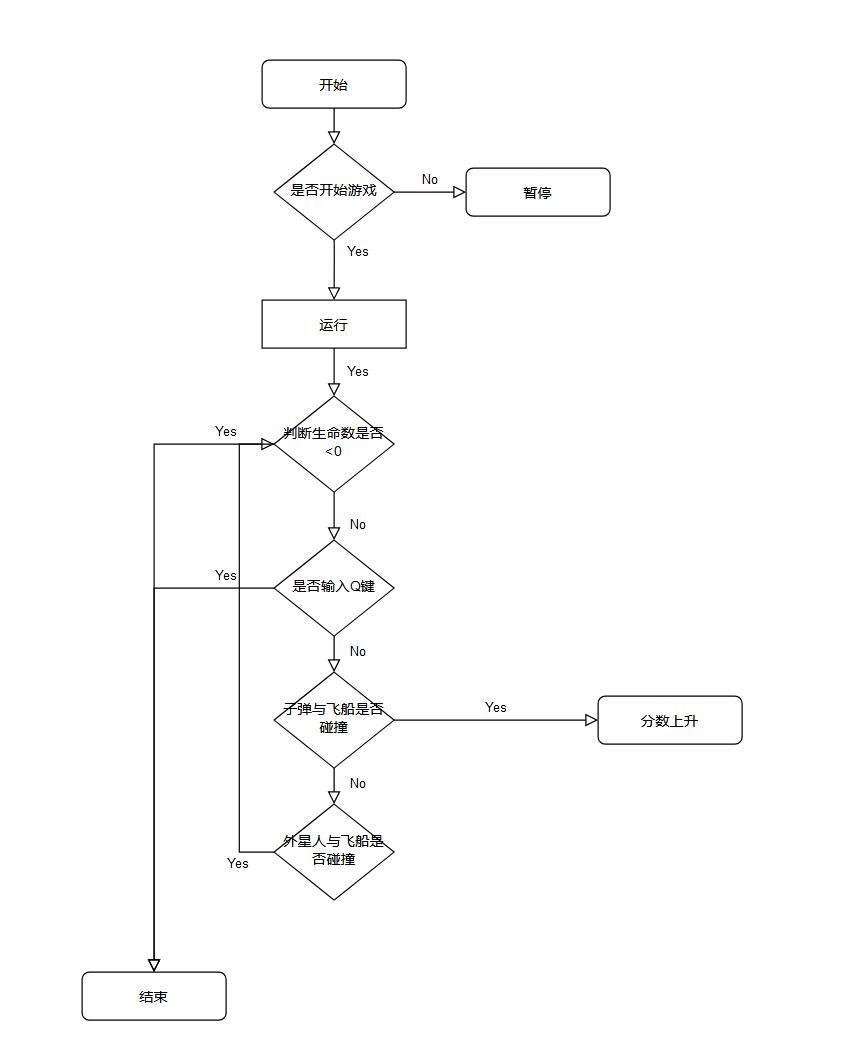 开始
是否开始游戏
No
暂停
Yes
运行
Yes
判断生命数是否
<0
Yes
No
是否输入Q键
Yes
No
子弹与飞船是否
碰撞
Yes
分数上升
No
外星人与飞船是
否碰撞
Yes
结束